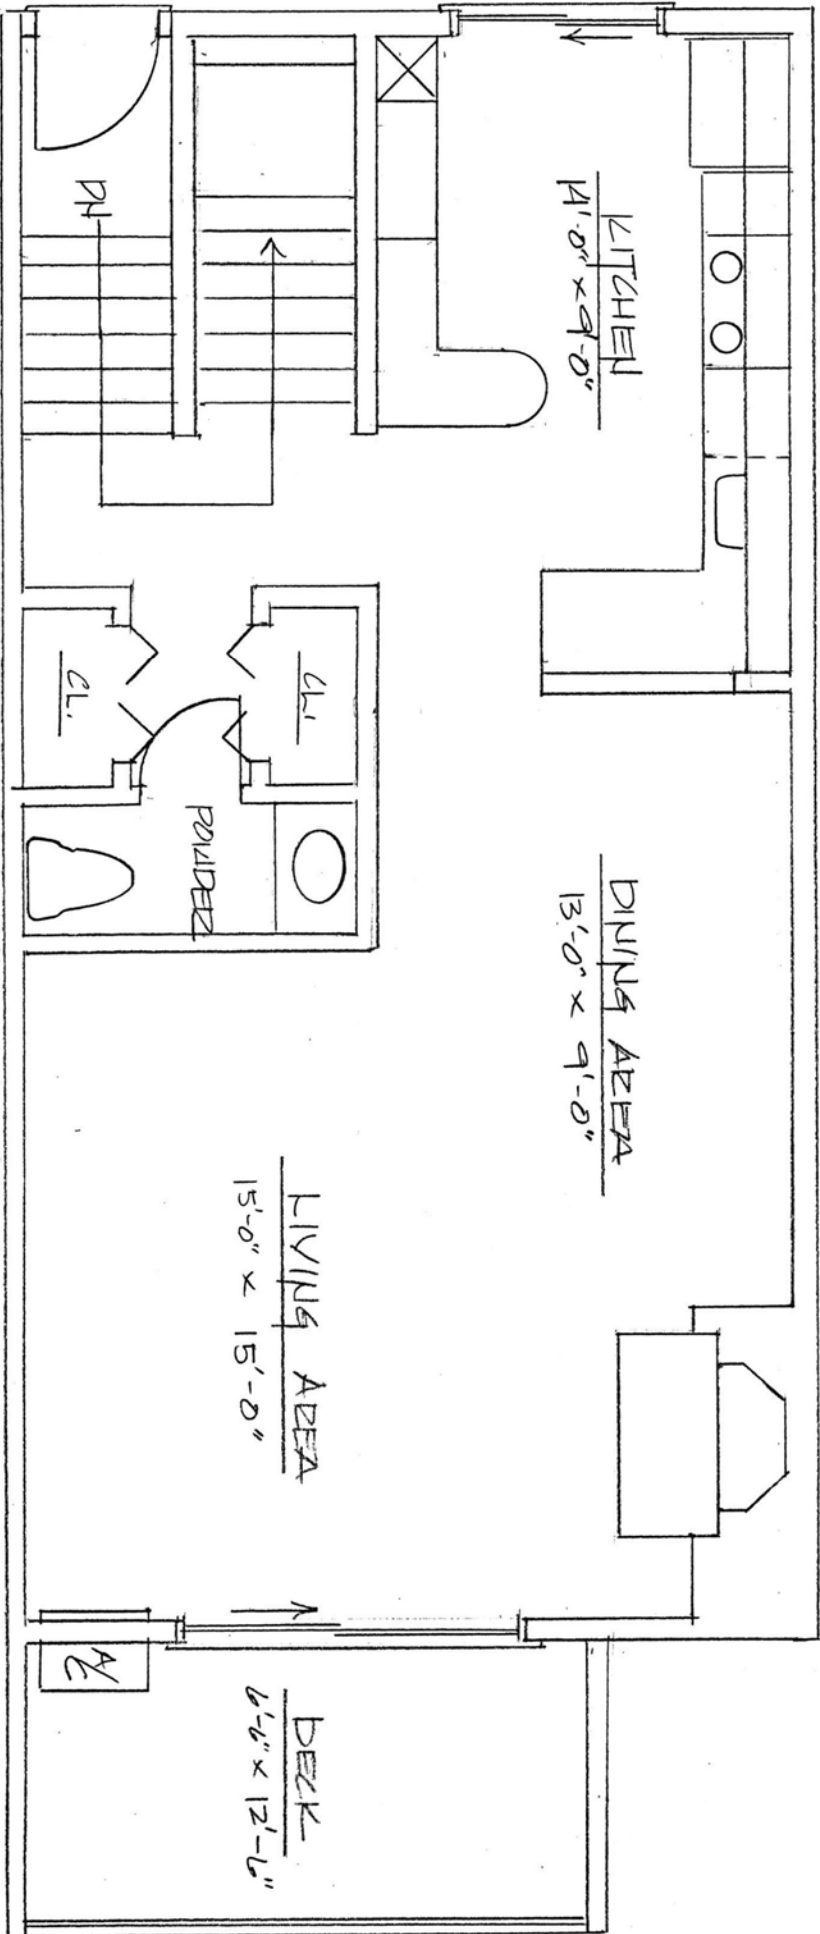 KITCHEN
14'-0" x 9'-0"
DN
CL.
CL.
POWDER
DINING AREA
13'-0" x 9'-0"
LIVING AREA
15'-0" x 15'-0"
DECK
6'-6" x 12'-6"
A/C